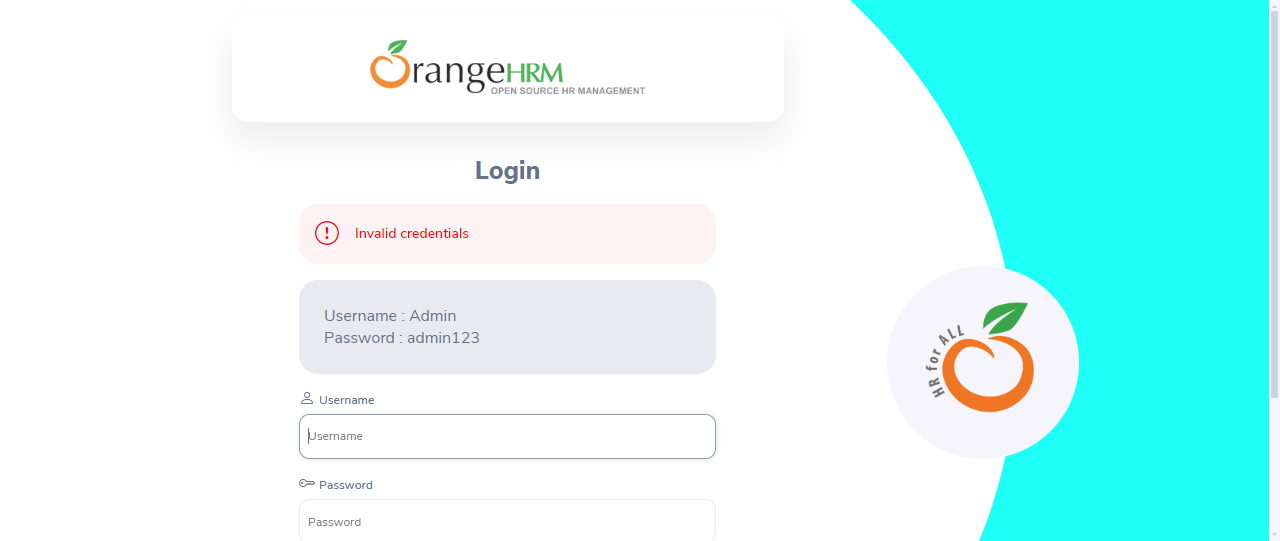 OrangeHRM
OPEN SOURCE HR MANAGEMENT
Login
Invalid credentials
Username : Admin
Password : admin123
Username
Username
Password
Password
HR for ALL